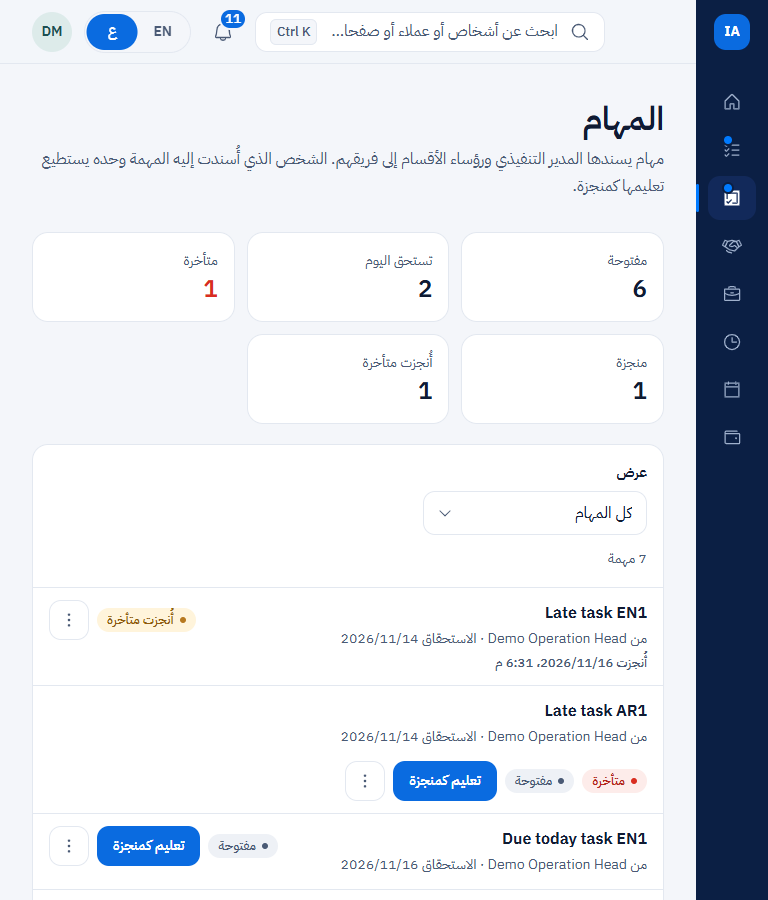 IA
ابحث عن أشخاص أو عملاء أو صفحا...
Ctrl K
11
EN
ع
DM
المهام
مهام يسندها المدير التنفيذي ورؤساء الأقسام إلى فريقهم. الشخص الذي أُسندت إليه المهمة وحده يستطيع
تعليمها كمنجزة.
مفتوحة
6
تستحق اليوم
2
متأخرة
1
منجزة
1
أُنجزت متأخرة
1
عرض
كل المهام
7 مهمة
Late task EN1
من Demo Operation Head · الاستحقاق 2026/11/14
أُنجزت 2026/11/16، 6:31 م
أُنجزت متأخرة
Late task AR1
من Demo Operation Head · الاستحقاق 2026/11/14
متأخرة
مفتوحة
تعليم كمنجزة
Due today task EN1
من Demo Operation Head · الاستحقاق 2026/11/16
مفتوحة
تعليم كمنجزة